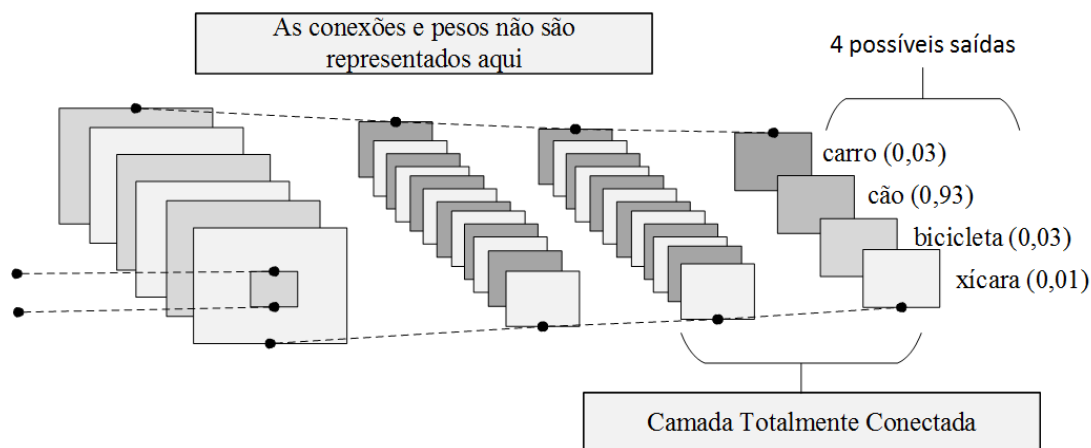 As conexões e pesos não são
representados aqui
4 possíveis saídas
carro (0,03)
cão (0,93)
bicicleta (0,03)
xícara (0,01)
Camada Totalmente Conectada